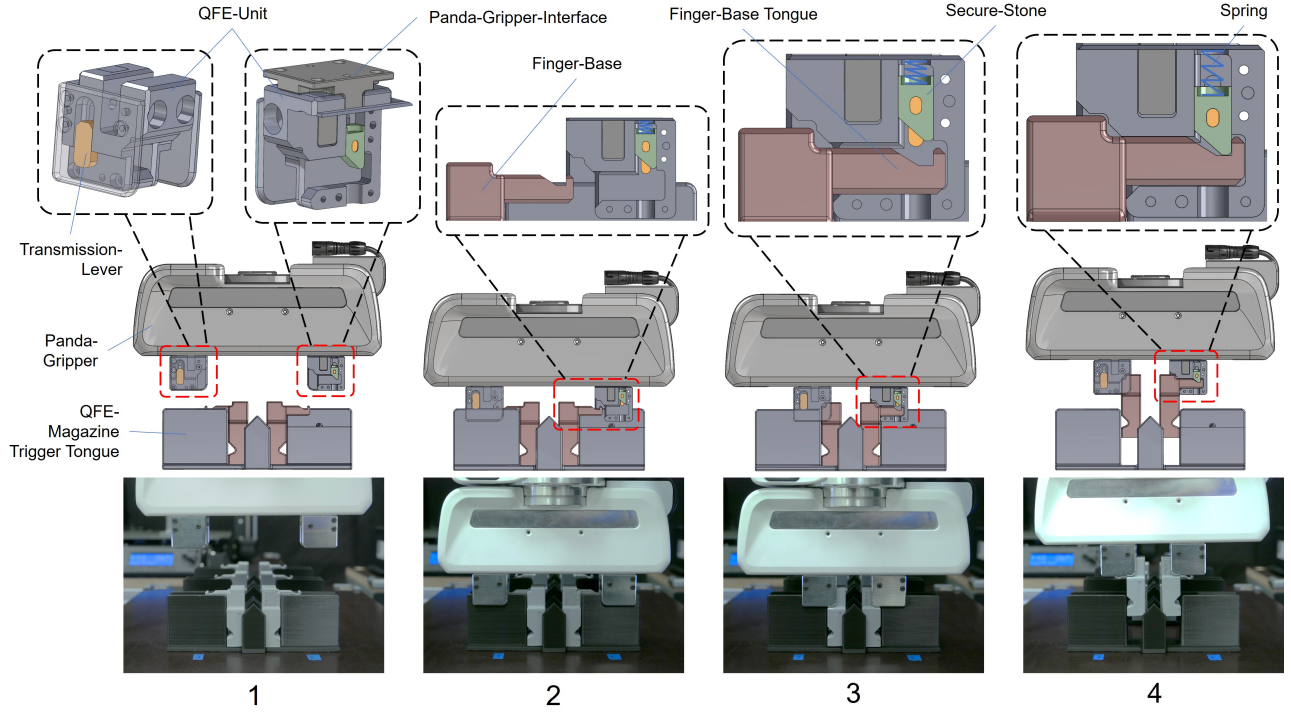 QFE-Unit
Panda-Gripper-Interface
Finger-Base Tongue
Secure-Stone
Spring
Finger-Base
Transmission-
Lever
Panda-
Gripper
QFE-
Magazine
Trigger Tongue
1
2
3
4